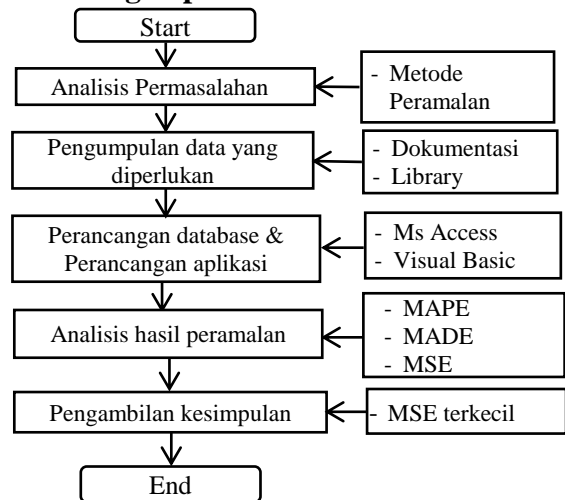 Start
Analisis Permasalahan
- Metode
Peramalan
Pengumpulan data yang
diperlukan
- Dokumentasi
- Library
Perancangan database &
Perancangan aplikasi
- Ms Access
- Visual Basic
Analisis hasil peramalan
- MAPE
- MADE
- MSE
Pengambilan kesimpulan
- MSE terkecil
End